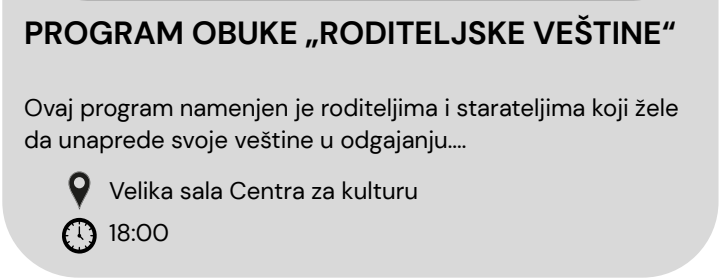 PROGRAM OBUKE „RODITELJSKE VEŠTINE“
Ovaj program namenjen je roditeljima i starateljima koji žele
da unaprede svoje veštine u odgajanju....
Velika sala Centra za kulturu
18:00